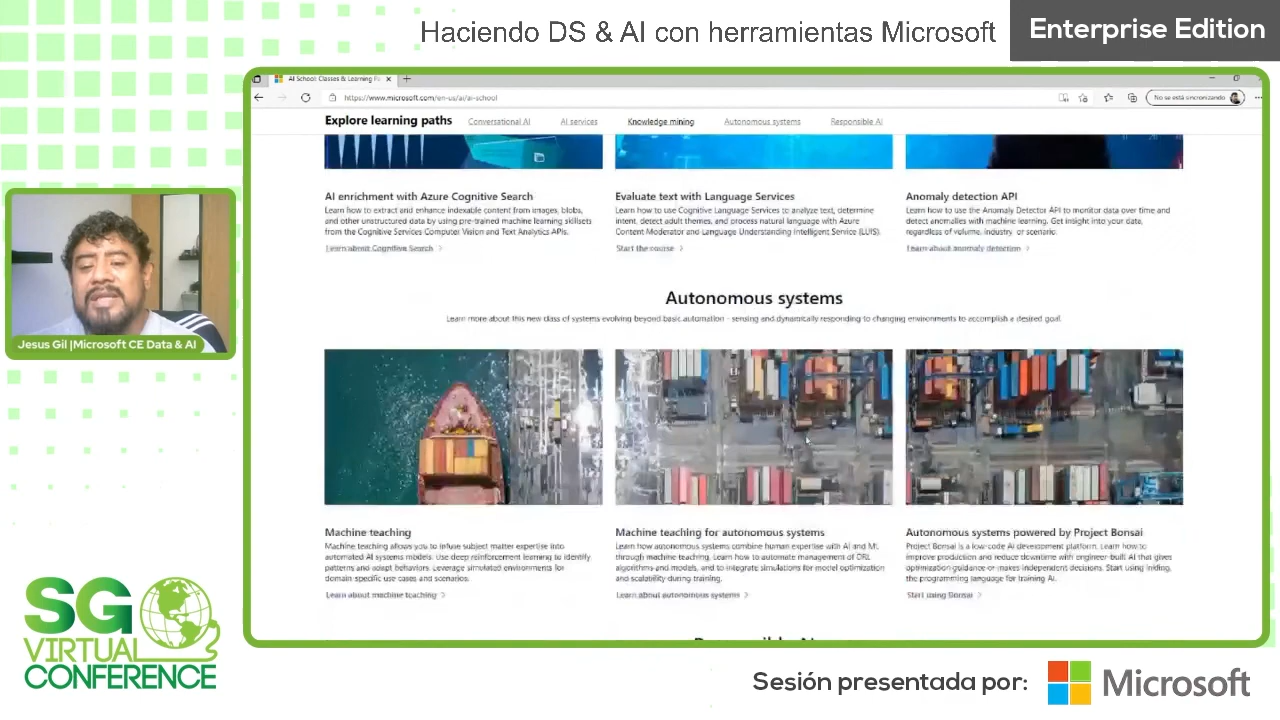 Haciendo DS & AI con herramientas Microsoft
Enterprise Edition
AI School: Classes & Learning Pa
https://www.microsoft.com/en-us/ai/ai-school
No se está sincronizando
Explore learning paths
Conversational AI
AI services
Knowledge mining
Autonomous systems
Responsible AI
AI enrichment with Azure Cognitive Search
Learn how to extract and enhance indexable content from images, blobs,
and other unstructured data by using pre-trained machine learning skillsets
from the Cognitive Services Computer Vision and Text Analytics APIs.
Learn about Cognitive Search
Evaluate text with Language Services
Learn how to use Cognitive Language Services to analyze text, determine
intent, detect adult themes, and process natural language with Azure
Content Moderator and Language Understanding Intelligent Service (LUIS).
Start the course
Anomaly detection API
Learn how to use the Anomaly Detector API to monitor data over time and
detect anomalies with machine learning. Get insight into your data,
regardless of volume, industry, or scenario.
Learn about anomaly detection
Autonomous systems
Learn more about this new class of systems evolving beyond basic automation - sensing and dynamically responding to changing environments to accomplish a desired goal.
Machine teaching
Machine teaching allows you to infuse subject matter expertise into
automated AI systems models. Use deep reinforcement learning to identify
patterns and adapt behaviors. Leverage simulated environments for
domain-specific use cases and scenarios.
Learn about machine teaching
Machine teaching for autonomous systems
Learn how autonomous systems combine human expertise with AI and ML
through machine teaching. Learn how to automate management of DRL
algorithms and models, and to integrate simulations for model optimization
and scalability during training.
Learn about autonomous systems
Autonomous systems powered by Project Bonsai
Project Bonsai is a low-code AI development platform. Learn how to
improve production and reduce downtime with engineer-built AI that gives
optimization guidance or makes independent decisions. Start using Inkling,
the programming language for training AI.
Start using Bonsai
Jesus Gil |Microsoft CE Data & AI
SG
VIRTUAL
CONFERENCE
Sesión presentada por:
Microsoft